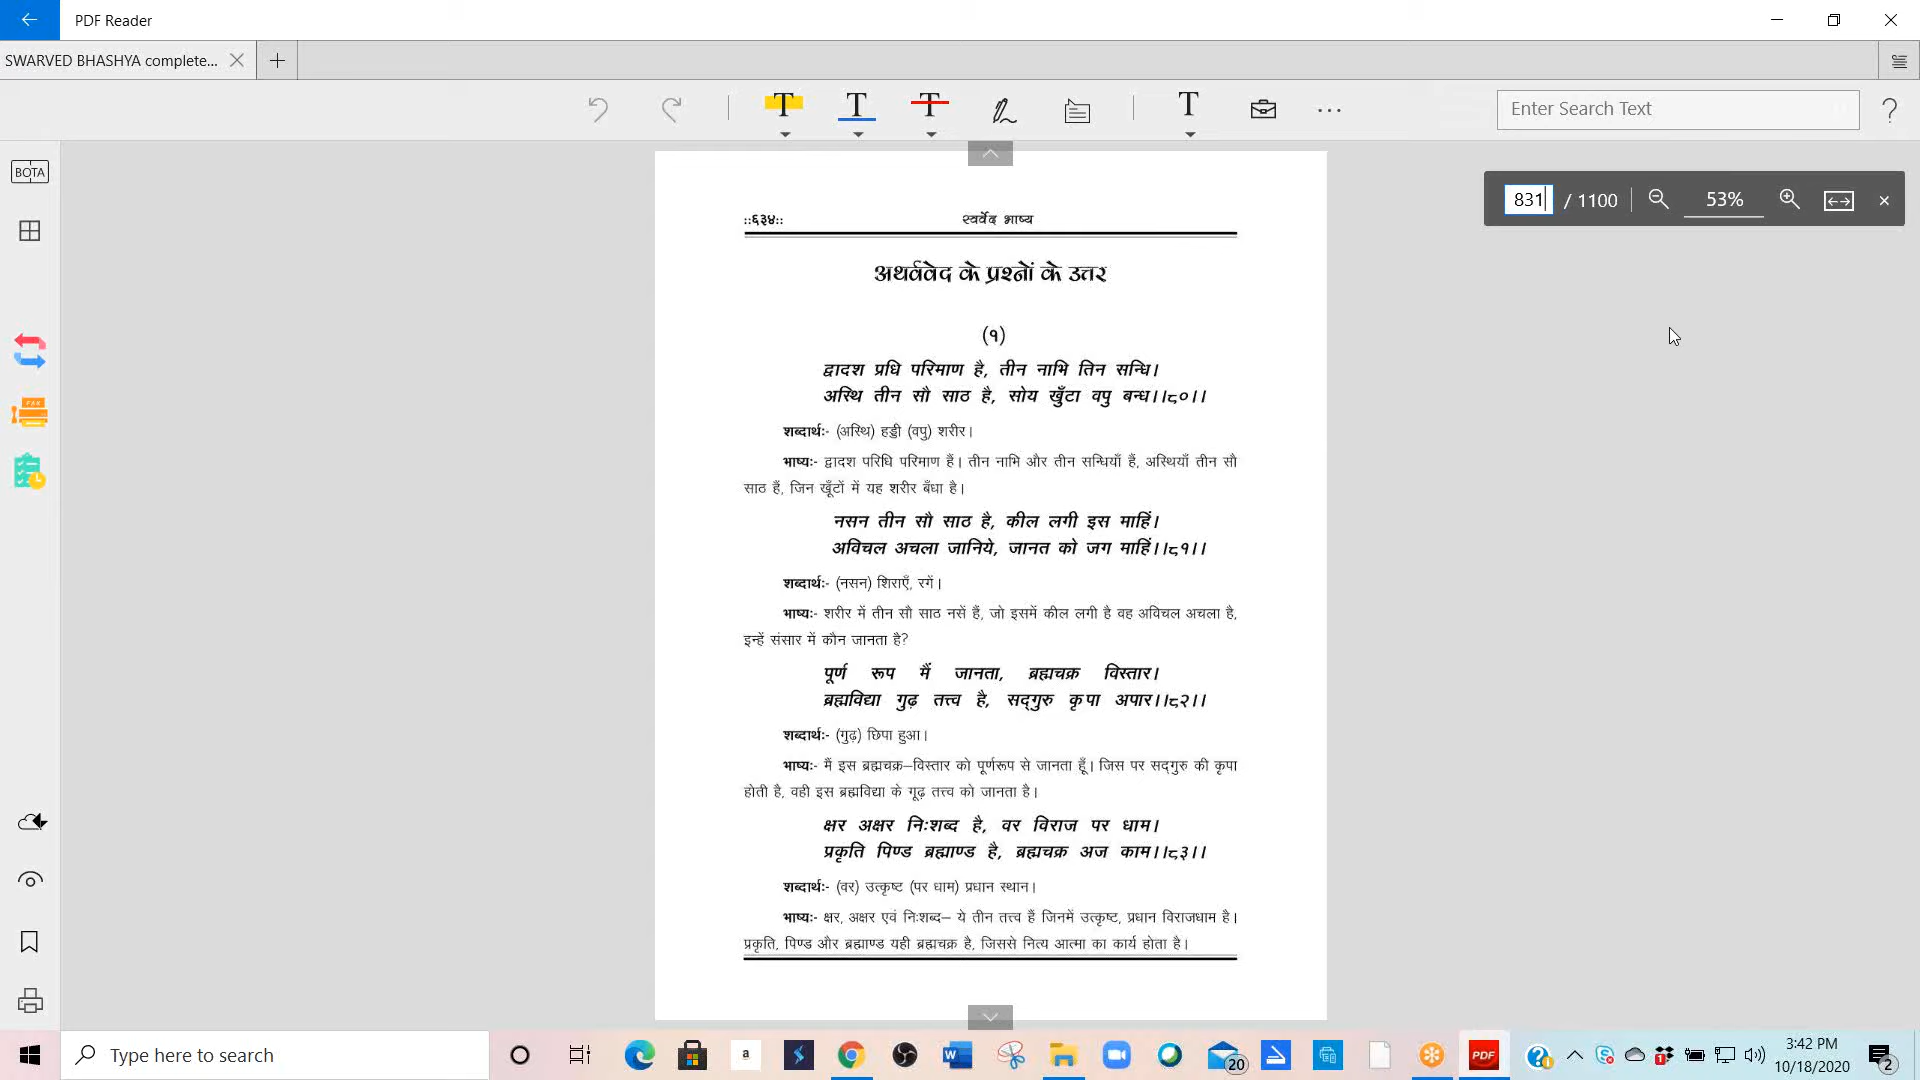 PDF Reader
SWARVED BHASHYA complete...
Enter Search Text
BOTA
831 / 1100
53%
::६३४::
स्वर्वेद भाष्य
अथर्ववेद के प्रश्नों के उत्तर
(१)
द्वादश प्रधि परिमाण है, तीन नाभि तिन सन्धि।
अस्थि तीन सौ साठ है, सोय खुँटा वपु बन्ध।।८०।।
शब्दार्थः- (अस्थि) हड्डी (वपु) शरीर।
भाष्यः- द्वादश परिधि परिमाण हैं। तीन नाभि और तीन सन्धियाँ हैं, अस्थियाँ तीन सौ
साठ हैं, जिन खूँटों में यह शरीर बँधा है।
नसन तीन सौ साठ है, कील लगी इस माहिं।
अविचल अचला जानिये, जानत को जग माहिं।।८१।।
शब्दार्थः- (नसन) शिराएँ, रगें।
भाष्यः- शरीर में तीन सौ साठ नसें हैं, जो इसमें कील लगी है वह अविचल अचला है,
इन्हें संसार में कौन जानता है?
पूर्ण रूप मैं जानता, ब्रह्मचक्र विस्तार।
ब्रह्मविद्या गुढ़ तत्त्व है, सद्गुरु कृपा अपार।।८२।।
शब्दार्थः- (गुढ़) छिपा हुआ।
भाष्यः- मैं इस ब्रह्मचक्र–विस्तार को पूर्णरूप से जानता हूँ। जिस पर सद्गुरु की कृपा
होती है, वही इस ब्रह्मविद्या के गूढ़ तत्त्व को जानता है।
क्षर अक्षर निःशब्द है, वर विराज पर धाम।
प्रकृति पिण्ड ब्रह्माण्ड है, ब्रह्मचक्र अज काम।।८३।।
शब्दार्थः- (वर) उत्कृष्ट (पर धाम) प्रधान स्थान।
भाष्यः- क्षर, अक्षर एवं निःशब्द– ये तीन तत्त्व हैं जिनमें उत्कृष्ट, प्रधान विराजधाम है।
प्रकृति, पिण्ड और ब्रह्माण्ड यही ब्रह्मचक्र है, जिससे नित्य आत्मा का कार्य होता है।
Type here to search
20
PDF
3:42 PM
10/18/2020
2